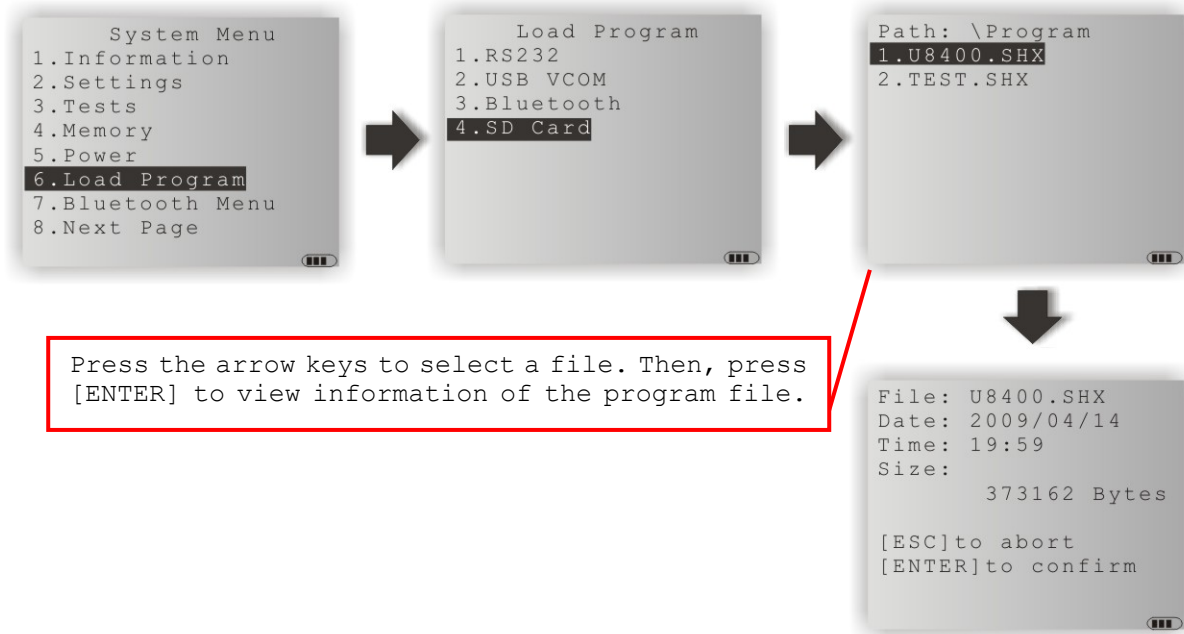 System Menu
1.Information
2.Settings
3.Tests
4.Memory
5.Power
6.Load Program
7.Bluetooth Menu
8.Next Page
Load Program
1.RS232
2.USB VCOM
3.Bluetooth
4.SD Card
Path: \Program
1.U8400.SHX
2.TEST.SHX
Press the arrow keys to select a file. Then, press
[ENTER] to view information of the program file.
File: U8400.SHX
Date: 2009/04/14
Time: 19:59
Size:
373162 Bytes
[ESC]to abort
[ENTER]to confirm